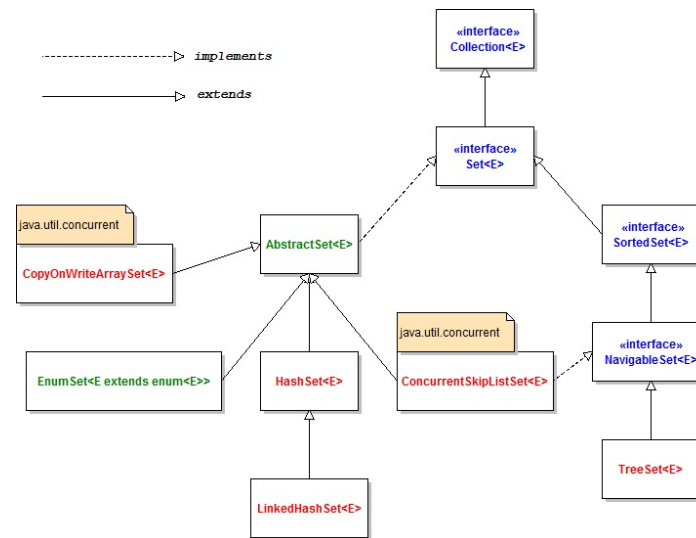 implements
extends
«interface»
Collection<E>
«interface»
Set<E>
java.util.concurrent
CopyOnWriteArraySet<E>
AbstractSet<E>
«interface»
SortedSet<E>
java.util.concurrent
EnumSet<E extends enum<E>>
HashSet<E>
ConcurrentSkipListSet<E>
«interface»
NavigableSet<E>
TreeSet<E>
LinkedHashSet<E>